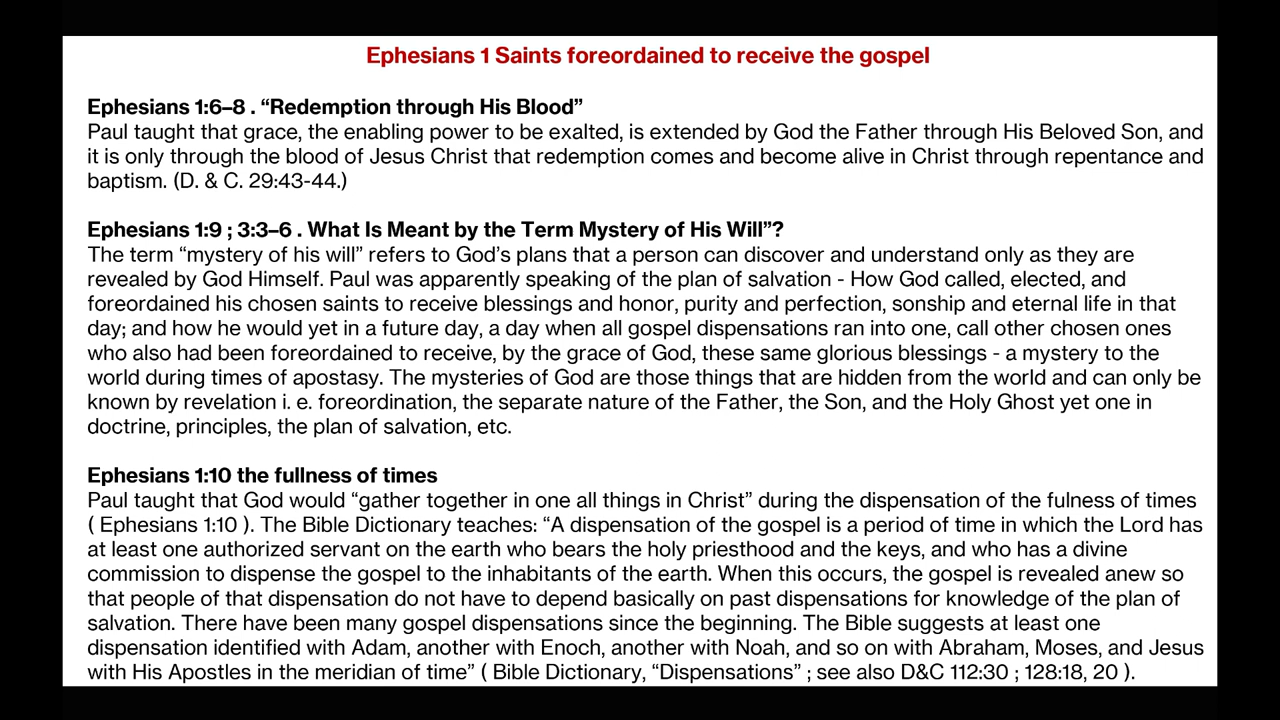 Ephesians 1 Saints foreordained to receive the gospel
Ephesians 1:6–8 . “Redemption through His Blood”
Paul taught that grace, the enabling power to be exalted, is extended by God the Father through His Beloved Son, and
it is only through the blood of Jesus Christ that redemption comes and become alive in Christ through repentance and
baptism. (D. & C. 29:43-44.)
Ephesians 1:9 ; 3:3–6 . What Is Meant by the Term Mystery of His Will”?
The term “mystery of his will” refers to God’s plans that a person can discover and understand only as they are
revealed by God Himself. Paul was apparently speaking of the plan of salvation - How God called, elected, and
foreordained his chosen saints to receive blessings and honor, purity and perfection, sonship and eternal life in that
day; and how he would yet in a future day, a day when all gospel dispensations ran into one, call other chosen ones
who also had been foreordained to receive, by the grace of God, these same glorious blessings - a mystery to the
world during times of apostasy. The mysteries of God are those things that are hidden from the world and can only be
known by revelation i. e. foreordination, the separate nature of the Father, the Son, and the Holy Ghost yet one in
doctrine, principles, the plan of salvation, etc.
Ephesians 1:10 the fullness of times
Paul taught that God would “gather together in one all things in Christ” during the dispensation of the fulness of times
( Ephesians 1:10 ). The Bible Dictionary teaches: “A dispensation of the gospel is a period of time in which the Lord has
at least one authorized servant on the earth who bears the holy priesthood and the keys, and who has a divine
commission to dispense the gospel to the inhabitants of the earth. When this occurs, the gospel is revealed anew so
that people of that dispensation do not have to depend basically on past dispensations for knowledge of the plan of
salvation. There have been many gospel dispensations since the beginning. The Bible suggests at least one
dispensation identified with Adam, another with Enoch, another with Noah, and so on with Abraham, Moses, and Jesus
with His Apostles in the meridian of time” ( Bible Dictionary, “Dispensations” ; see also D&C 112:30 ; 128:18, 20 ).